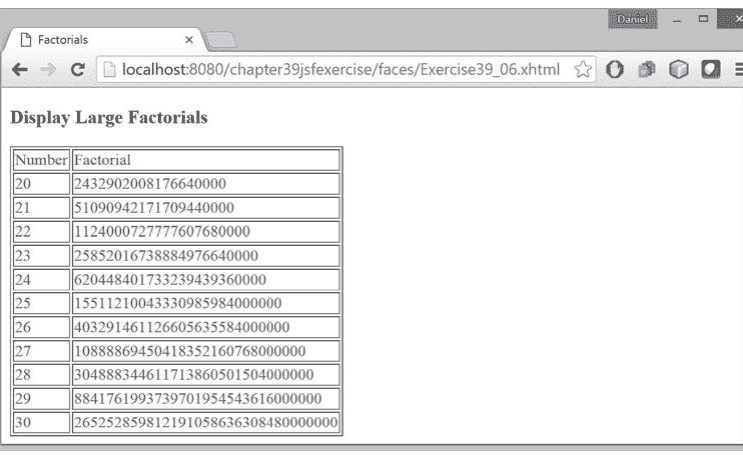 Daniel
Factorials
localhost:8080/chapter39jsfexercise/faces/Exercise39_06.xhtml
Display Large Factorials
Number Factorial
20 2432902008176640000
21 51090942171709440000
22 1124000727777607680000
23 25852016738884976640000
24 620448401733239439360000
25 15511210043330985984000000
26 403291461126605635584000000
27 10888869450418352160768000000
28 304888344611713860501504000000
29 8841761993739701954543616000000
30 265252859812191058636308480000000